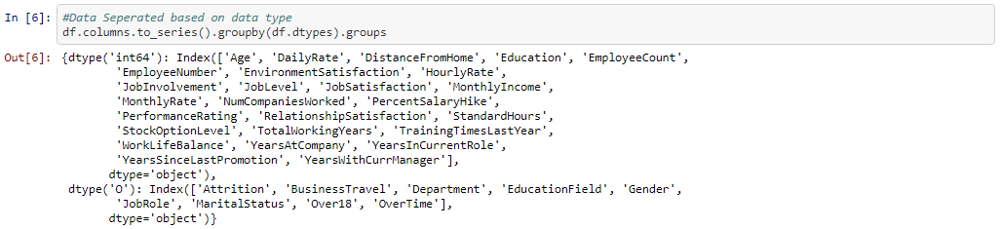 In [6]: #Data Seperated based on data type
df.columns.to_series().groupby(df.dtypes).groups
Out[6]: {dtype('int64'): Index(['Age', 'DailyRate', 'DistanceFromHome', 'Education', 'EmployeeCount',
'EmployeeNumber', 'EnvironmentSatisfaction', 'HourlyRate',
'JobInvolvement', 'JobLevel', 'JobSatisfaction', 'MonthlyIncome',
'MonthlyRate', 'NumCompaniesWorked', 'PercentSalaryHike',
'PerformanceRating', 'RelationshipSatisfaction', 'StandardHours',
'StockOptionLevel', 'TotalWorkingYears', 'TrainingTimesLastYear',
'WorkLifeBalance', 'YearsAtCompany', 'YearsInCurrentRole',
'YearsSinceLastPromotion', 'YearsWithCurrManager'],
dtype='object'),
dtype('O'): Index(['Attrition', 'BusinessTravel', 'Department', 'EducationField', 'Gender',
'JobRole', 'MaritalStatus', 'Over18', 'OverTime'],
dtype='object')}